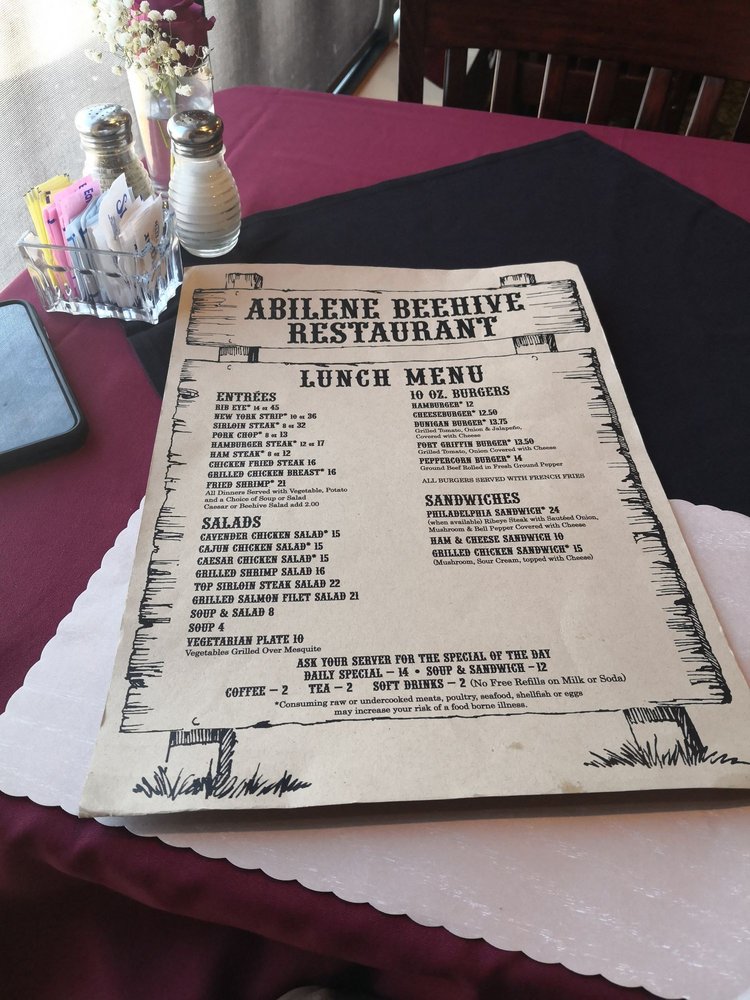 ABILENE BEEHIVE
RESTAURANT
LUNCH MENU
ENTRÉES
RIB EYE* 14 oz 45
NEW YORK STRIP* 10 oz 36
SIRLOIN STEAK* 8 oz 32
PORK CHOP* 8 oz 13
HAMBURGER STEAK* 12 oz 17
HAM STEAK* 8 oz 12
CHICKEN FRIED STEAK 16
GRILLED CHICKEN BREAST* 16
FRIED SHRIMP* 21
All Dinners Served with Vegetable, Potato
and a Choice of Soup or Salad
Caesar or Beehive Salad add 2.00
SALADS
CAVENDER CHICKEN SALAD* 15
CAJUN CHICKEN SALAD* 15
CAESAR CHICKEN SALAD* 15
GRILLED SHRIMP SALAD 16
TOP SIRLOIN STEAK SALAD 22
GRILLED SALMON FILET SALAD 21
SOUP & SALAD 8
SOUP 4
VEGETARIAN PLATE 10
Vegetables Grilled Over Mesquite
10 OZ. BURGERS
HAMBURGER* 12
CHEESEBURGER* 12.50
DUNIGAN BURGER* 13.75
Grilled Tomato, Onion & Jalapeño,
Covered with Cheese
FORT GRIFFIN BURGER* 13.50
Grilled Tomato, Onion Covered with Cheese
PEPPERCORN BURGER* 14
Ground Beef Rolled in Fresh Ground Pepper
ALL BURGERS SERVED WITH FRENCH FRIES
SANDWICHES
PHILADELPHIA SANDWICH* 24
(when available) Ribeye Steak with Sautéed Onion,
Mushroom & Bell Pepper Covered with Cheese
HAM & CHEESE SANDWICH 10
GRILLED CHICKEN SANDWICH* 15
(Mushroom, Sour Cream, topped with Cheese)
ASK YOUR SERVER FOR THE SPECIAL OF THE DAY
DAILY SPECIAL – 14 • SOUP & SANDWICH – 12
COFFEE – 2 TEA – 2 SOFT DRINKS – 2 (No Free Refills on Milk or Soda)
*Consuming raw or undercooked meats, poultry, seafood, shellfish or eggs
may increase your risk of a food borne illness.